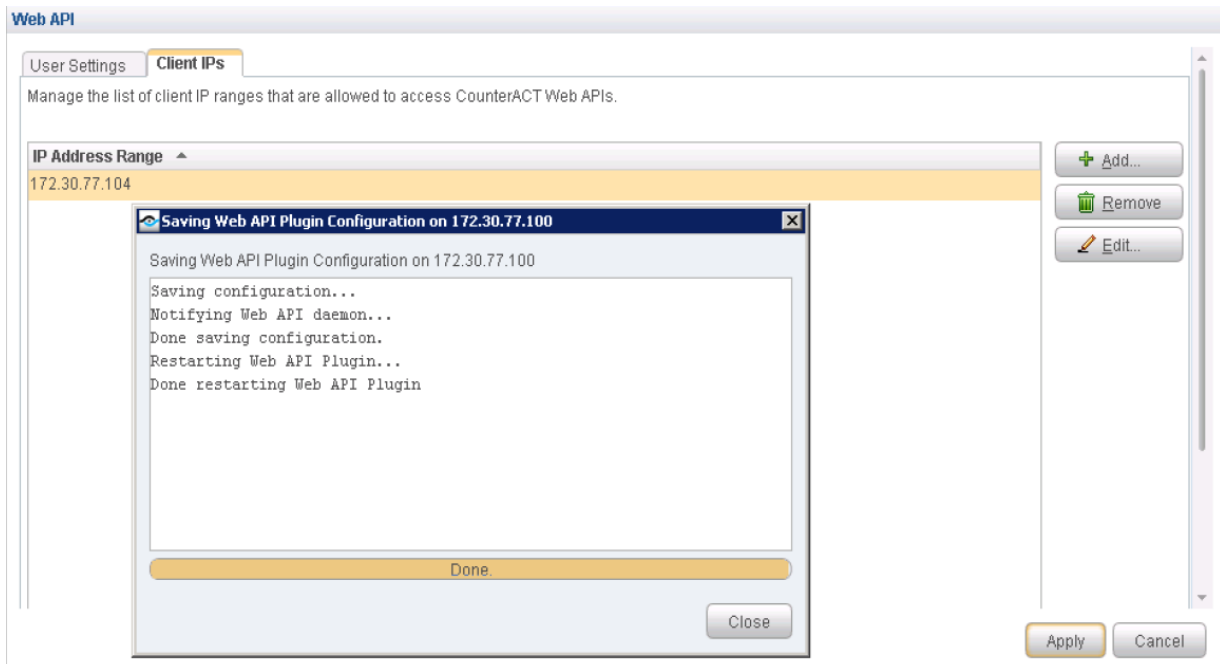 Web API
User Settings
Client IPs
Manage the list of client IP ranges that are allowed to access CounterACT Web APIs.
IP Address Range
Add...
172.30.77.104
Remove
Saving Web API Plugin Configuration on 172.30.77.100
Edit...
Saving Web API Plugin Configuration on 172.30.77.100
Saving configuration...
Notifying Web API daemon...
Done saving configuration.
Restarting Web API Plugin...
Done restarting Web API Plugin
Done.
Close
Apply
Cancel